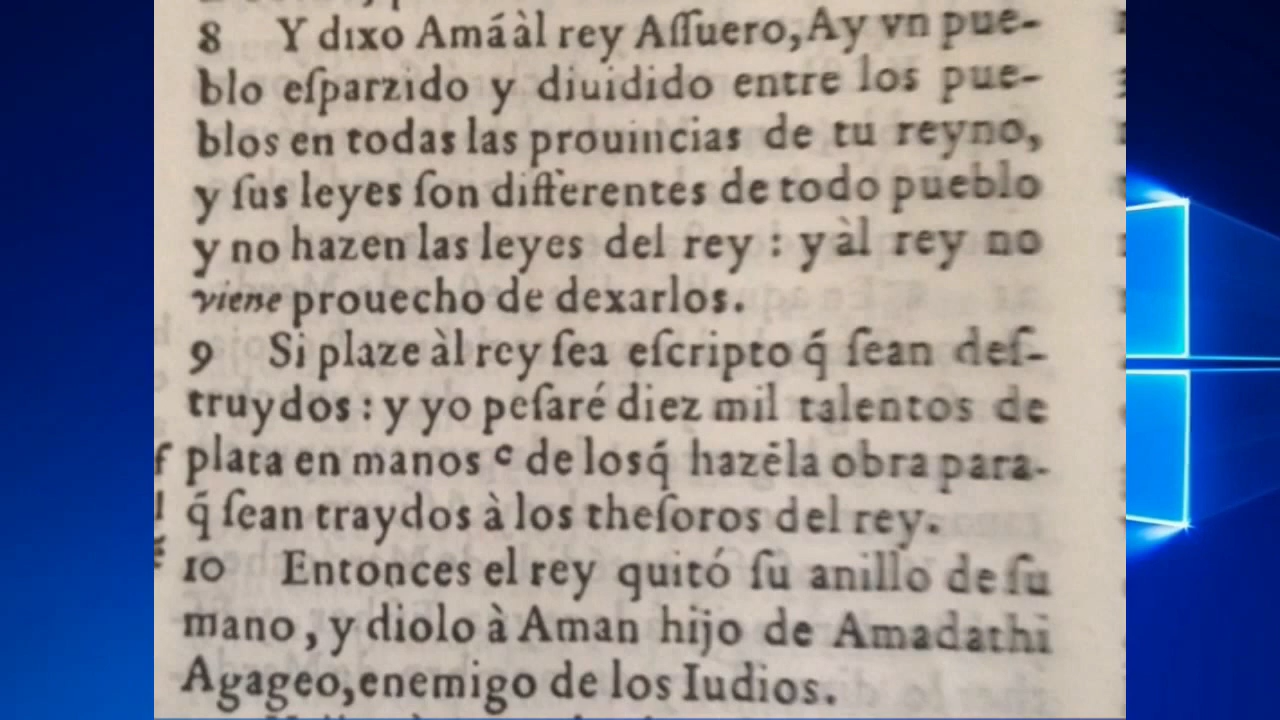 8 Y dixo Amá àl rey Aſſuero, Ay vn pue-
blo eſparzido y diuidido entre los pue-
blos en todas las prouincias de tu reyno,
y ſus leyes ſon differentes de todo pueblo
y no hazen las leyes del rey : y àl rey no
viene prouecho de dexarlos.
9 Si plaze àl rey ſea eſcripto q́ ſean deſ-
truydos : y yo peſaré diez mil talentos de
plata en manos c de losq́ hazēla obra para-
q́ ſean traydos à los theſoros del rey.
10 Entonces el rey quitó ſu anillo de ſu
mano, y diolo à Aman hijo de Amadathi
Agageo, enemigo de los Iudios.